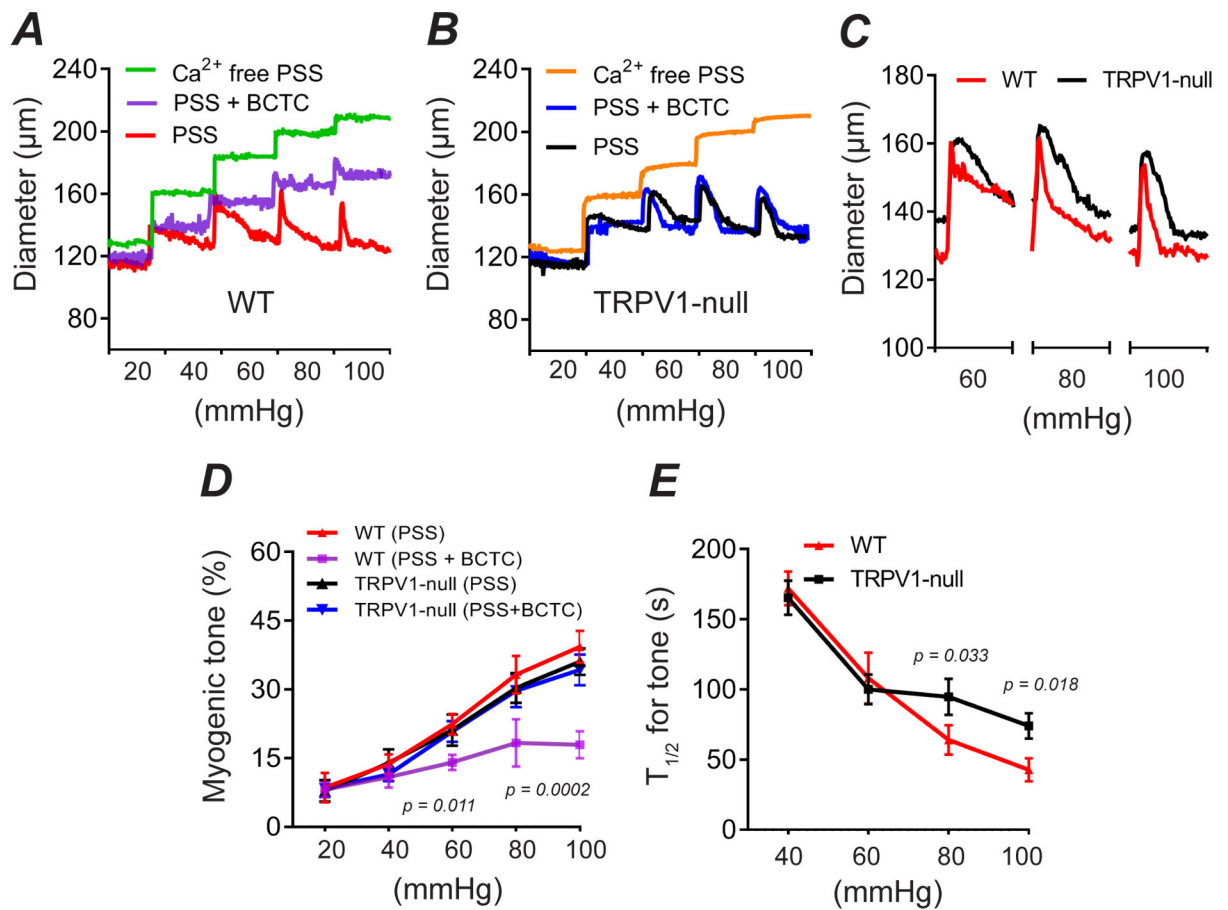 A
240
200
160
120
80
Diameter (µm)
Ca2+ free PSS
PSS + BCTC
PSS
WT
20 40 60 80 100
(mmHg)
B
240
200
160
120
80
Diameter (µm)
Ca2+ free PSS
PSS + BCTC
PSS
TRPV1-null
20 40 60 80 100
(mmHg)
C
WT TRPV1-null
180
160
140
120
100
Diameter (µm)
60 80 100
(mmHg)
D
WT (PSS)
WT (PSS + BCTC)
TRPV1-null (PSS)
TRPV1-null (PSS+BCTC)
60
45
30
15
0
Myogenic tone (%)
p = 0.011
p = 0.0002
20 40 60 80 100
(mmHg)
E
WT
TRPV1-null
200
150
100
50
0
T1/2 for tone (s)
p = 0.033
p = 0.018
40 60 80 100
(mmHg)